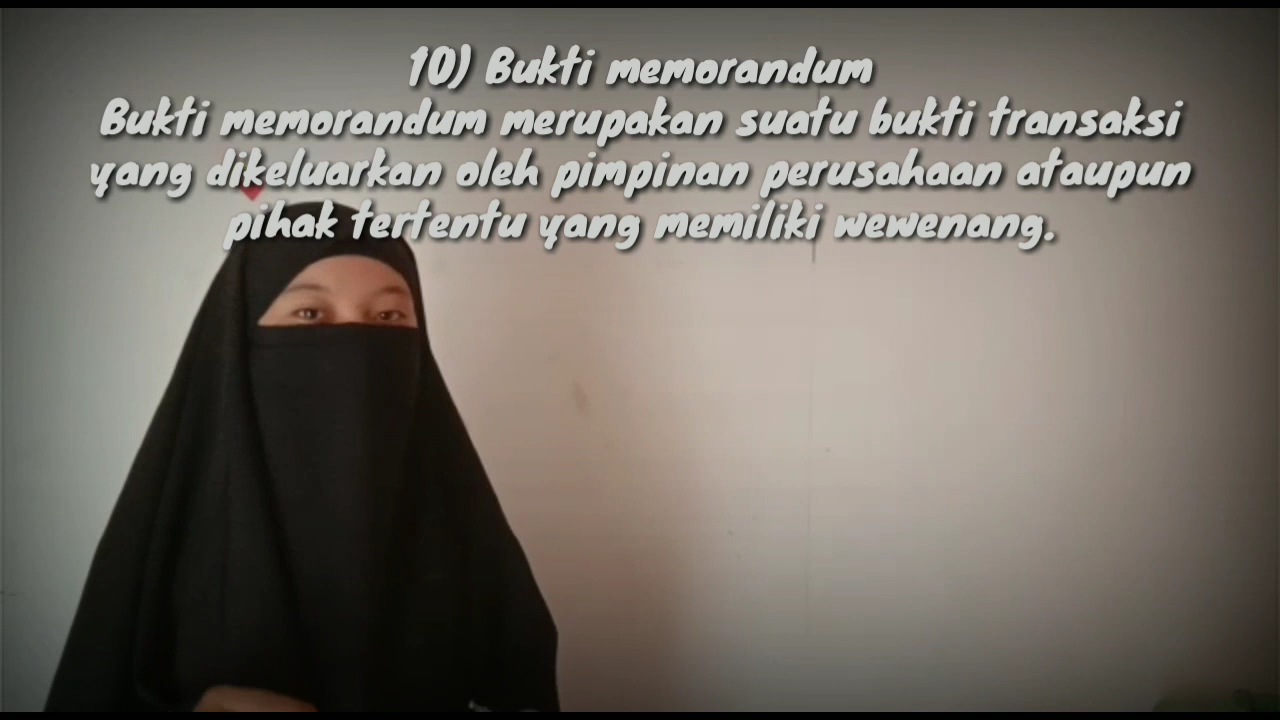 10) Bukti memorandum
Bukti memorandum merupakan suatu bukti transaksi
yang dikeluarkan oleh pimpinan perusahaan ataupun
pihak tertentu yang memiliki wewenang.